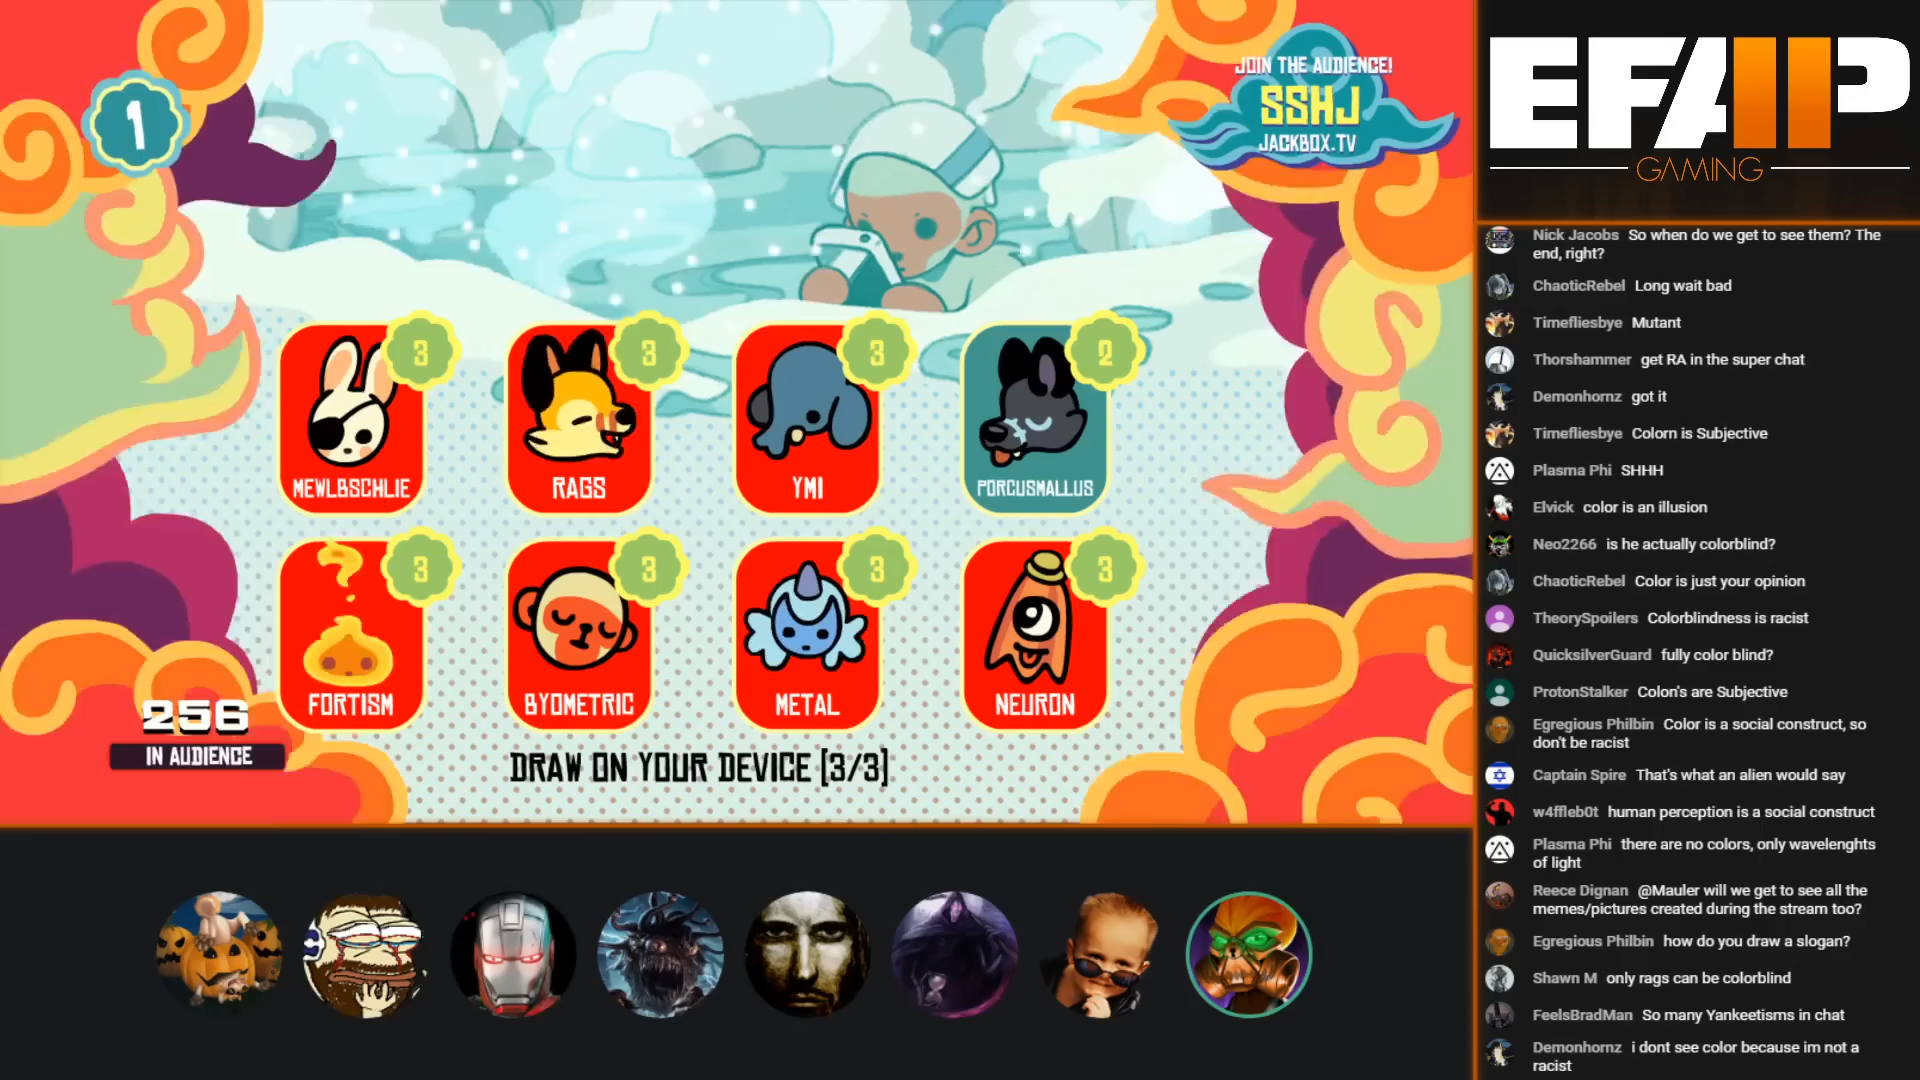 1
JOIN THE AUDIENCE!
SSHJ
JACKBOX.TV
3
3
3
2
MEWLBSCHLIE
RAGS
YMI
PORCUSMALLUS
3
3
3
3
FORTISM
BYOMETRIC
METAL
NEURON
256
IN AUDIENCE
DRAW ON YOUR DEVICE [3/3]
EFAP
GAMING
Nick Jacobs So when do we get to see them? The
end, right?
ChaoticRebel Long wait bad
Timefliesbye Mutant
Thorshammer get RA in the super chat
Demonhornz got it
Timefliesbye Colorn is Subjective
Plasma Phi SHHH
Elvick color is an illusion
Neo2266 is he actually colorblind?
ChaoticRebel Color is just your opinion
TheorySpoilers Colorblindness is racist
QuicksilverGuard fully color blind?
ProtonStalker Colon's are Subjective
Egregious Philbin Color is a social construct, so
don't be racist
Captain Spire That's what an alien would say
w4ffleb0t human perception is a social construct
Plasma Phi there are no colors, only wavelenghts
of light
Reece Dignan @Mauler will we get to see all the
memes/pictures created during the stream too?
Egregious Philbin how do you draw a slogan?
Shawn M only rags can be colorblind
FeelsBradMan So many Yankeetisms in chat
Demonhornz i dont see color because im not a
racist